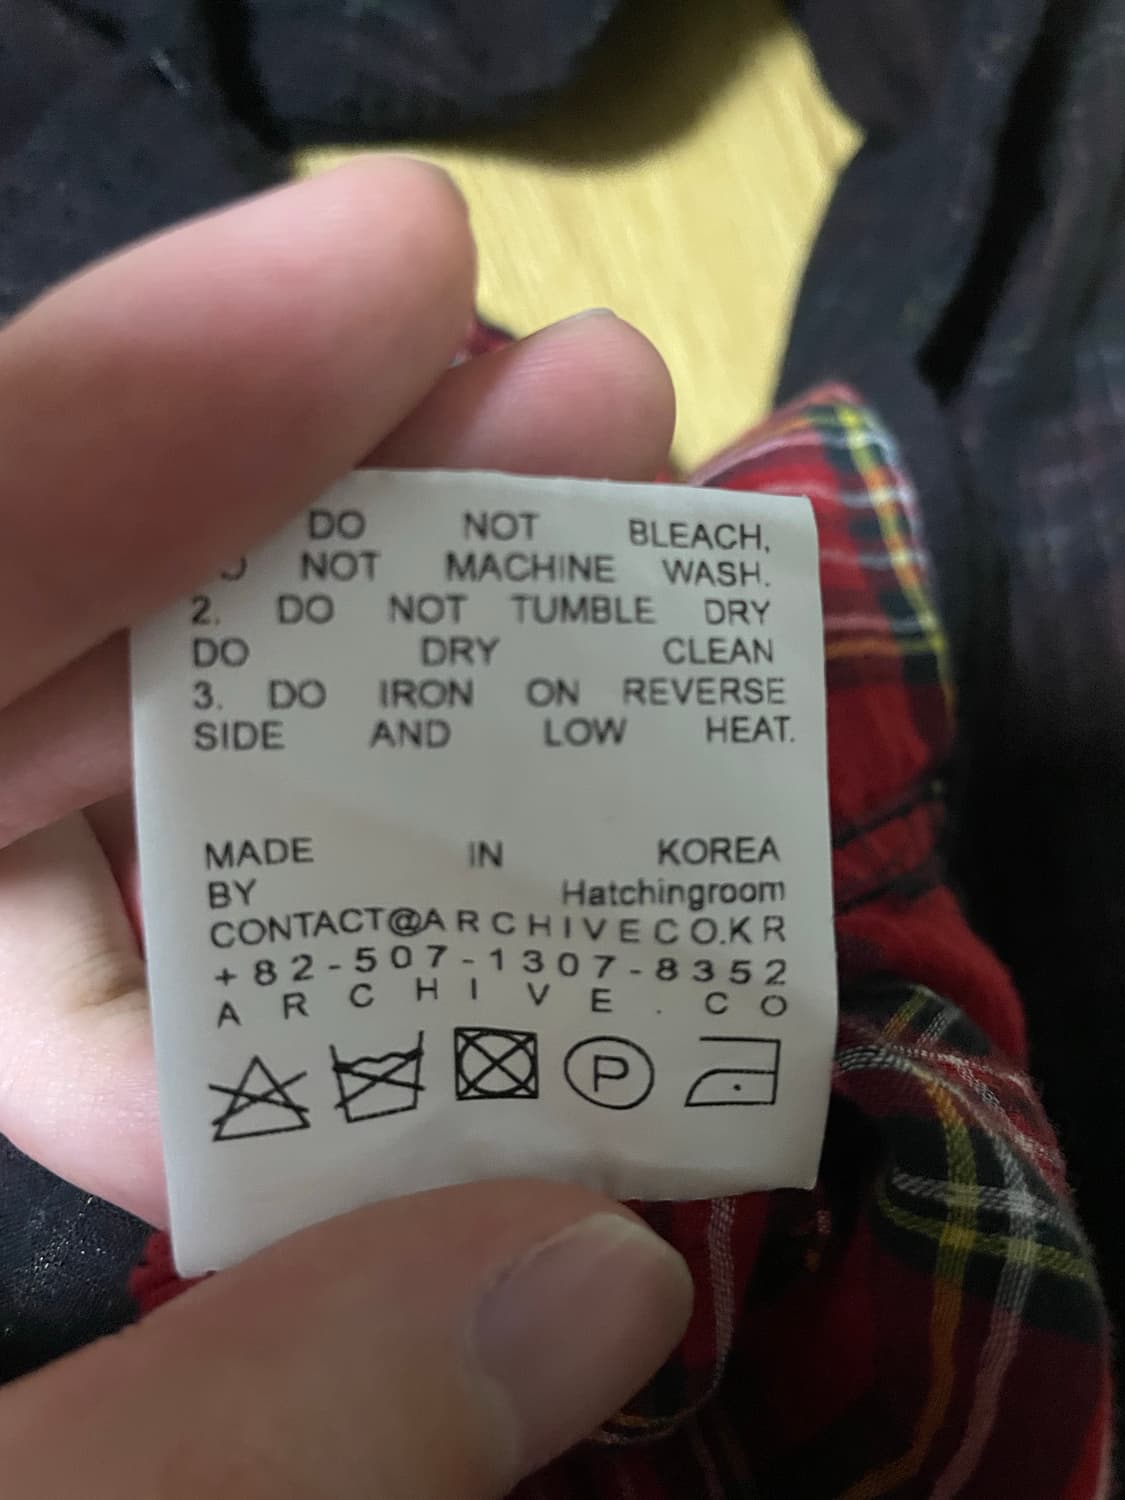 DO NOT BLEACH,
NOT MACHINE WASH.
2. DO NOT TUMBLE DRY
DO DRY CLEAN
3. DO IRON ON REVERSE
SIDE AND LOW HEAT.
MADE IN KOREA
BY Hatchingroom
CONTACT@ARCHIVECO.KR
+82-507-1307-8352
ARCHIVE.CO
P